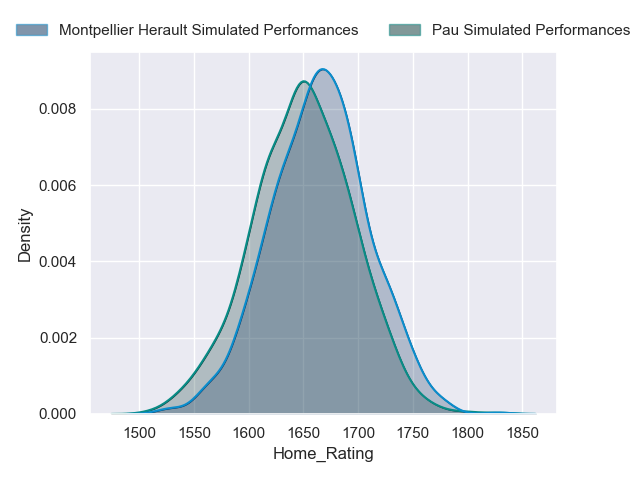 Montpellier Herault Simulated Performances Pau Simulated Performances
0.008
0.006
0.004
0.002
0.000
Density
1500 1550 1600 1650 1700 1750 1800 1850
Home_Rating